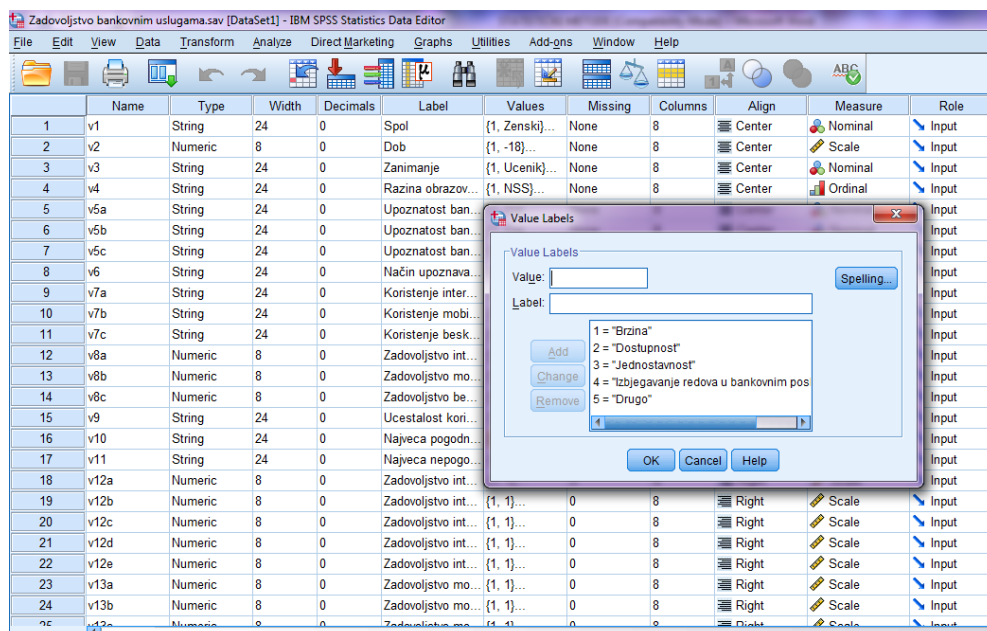 Zadovoljstvo bankovnim uslugama.sav [DataSet1] - IBM SPSS Statistics Data Editor
File Edit View Data Transform Analyze Direct Marketing Graphs Utilities Add-ons Window Help
Name Type Width Decimals Label Values Missing Columns Align Measure Role
1 v1 String 24 0 Spol {1, Zenski}... None 8 Center Nominal Input
2 v2 Numeric 8 0 Dob {1, -18}... None 8 Center Scale Input
3 v3 String 24 0 Zanimanje {1, Ucenik}... None 8 Center Nominal Input
4 v4 String 24 0 Razina obrazov... {1, NSS}... None 8 Center Ordinal Input
5 v5a String 24 0 Upoznatost ban... Input
6 v5b String 24 0 Upoznatost ban... Input
7 v5c String 24 0 Upoznatost ban... Input
8 v6 String 24 0 Način upoznava... Input
9 v7a String 24 0 Koristenje inter... Input
10 v7b String 24 0 Koristenje mobi... Input
11 v7c String 24 0 Koristenje besk... Input
12 v8a Numeric 8 0 Zadovoljstvo int... Input
13 v8b Numeric 8 0 Zadovoljstvo mo... Input
14 v8c Numeric 8 0 Zadovoljstvo be... Input
15 v9 String 24 0 Ucestalost kori... Input
16 v10 String 24 0 Najveca pogodn... Input
17 v11 String 24 0 Najveca nepogo... Input
18 v12a Numeric 8 0 Zadovoljstvo int... Input
19 v12b Numeric 8 0 Zadovoljstvo int... {1, 1}... 0 8 Right Scale Input
20 v12c Numeric 8 0 Zadovoljstvo int... {1, 1}... 0 8 Right Scale Input
21 v12d Numeric 8 0 Zadovoljstvo int... {1, 1}... 0 8 Right Scale Input
22 v12e Numeric 8 0 Zadovoljstvo int... {1, 1}... 0 8 Right Scale Input
23 v13a Numeric 8 0 Zadovoljstvo mo... {1, 1}... 0 8 Right Scale Input
24 v13b Numeric 8 0 Zadovoljstvo mo... {1, 1}... 0 8 Right Scale Input
Value Labels
Value Labels
Value:
Spelling...
Label:
Add
Change
Remove
1 = "Brzina"
2 = "Dostupnost"
3 = "Jednostavnost"
4 = "Izbjegavanje redova u bankovnim pos
5 = "Drugo"
OK Cancel Help